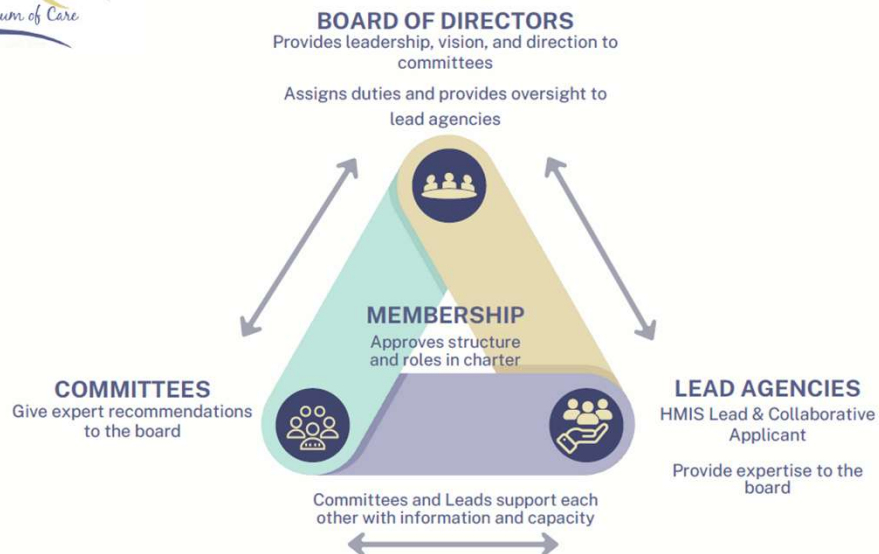 of Care
BOARD OF DIRECTORS
Provides leadership, vision, and direction to
committees
Assigns duties and provides oversight to
lead agencies
MEMBERSHIP
Approves structure
and roles in charter
COMMITTEES
Give expert recommendations
to the board
LEAD AGENCIES
HMIS Lead & Collaborative
Applicant
Provide expertise to the
board
Committees and Leads support each
other with information and capacity